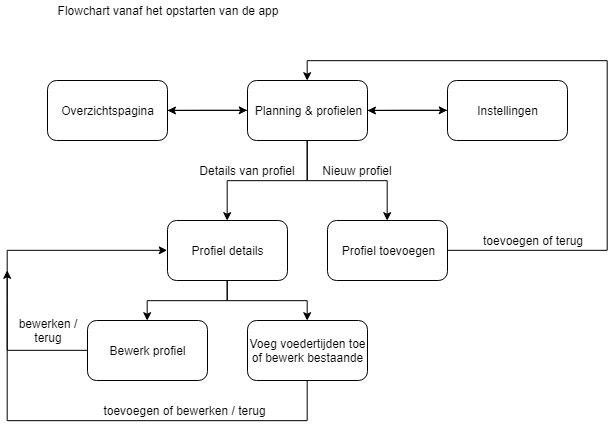 Flowchart vanaf het opstarten van de app
Overzichtspagina
Planning & profielen
Instellingen
Details van profiel
Nieuw profiel
Profiel details
Profiel toevoegen
toevoegen of terug
bewerken /
terug
Bewerk profiel
Voeg voedertijden toe
of bewerk bestaande
toevoegen of bewerken / terug